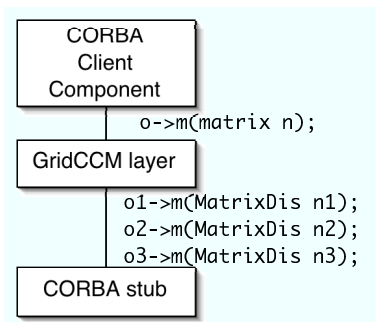 CORBA
Client
Component
o->m(matrix n);
GridCCM layer
o1->m(MatrixDis n1);
o2->m(MatrixDis n2);
o3->m(MatrixDis n3);
CORBA stub